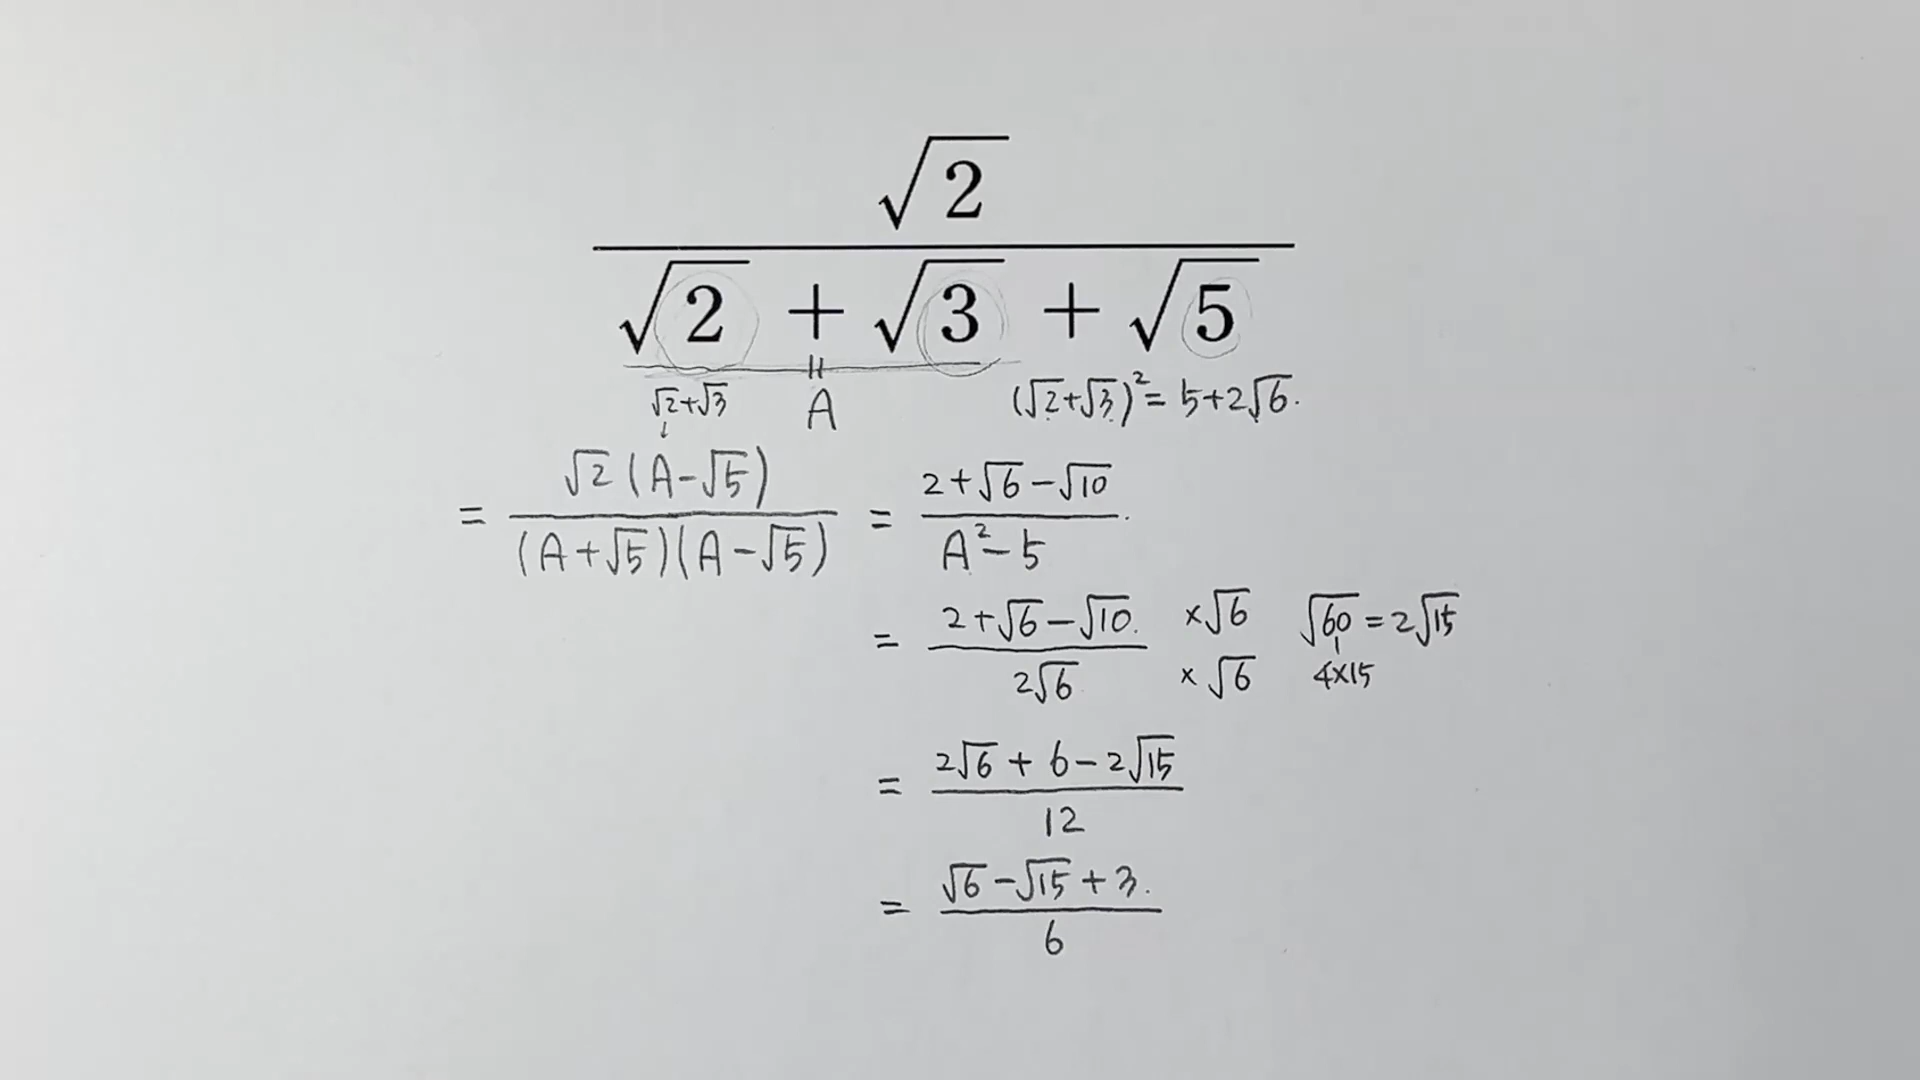 √2
√2 + √3 + √5
√2+√3
↓
||
A
(√2+√3)² = 5+2√6.
= √2(A-√5) / (A+√5)(A-√5) = 2+√6-√10 / A²-5
= 2+√6-√10 / 2√6 ×√6 ×√6 √60 = 2√15 4×15
= 2√6 + 6-2√15 / 12
= √6-√15+3 / 6